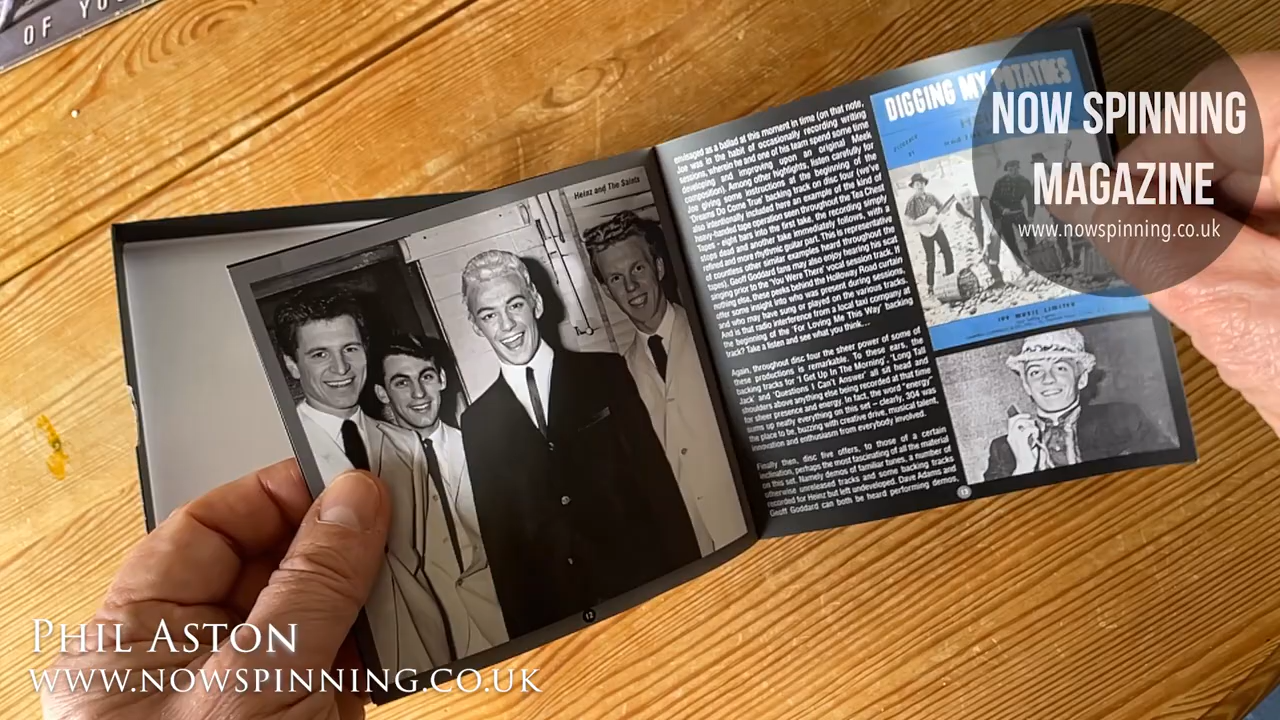 OF YOU
Heinz and The Saints
12
envisaged as a ballad at this moment in time (on that note,
Joe was in the habit of occasionally recording writing
sessions, wherein he and one of his team spend some time
developing and improving upon an original Meek
composition). Among other highlights, listen carefully for
Joe giving some instructions at the beginning of the
'Dreams Do Come True' backing track on disc four (we've
also intentionally included here an example of the kind of
heavy-handed tape operation seen throughout the Tea Chest
Tapes - eight bars into the first take, the recording simply
stops dead and another take immediately follows, with a
refined and more rhythmic guitar part. This is representative
of countless other similar examples heard throughout the
tapes). Geoff Goddard fans may also enjoy hearing his scat
singing prior to the 'You Were There' vocal session track. If
nothing else, these peeks behind the Holloway Road curtain
offer some insight into who was present during sessions,
and who may have sung or played on the various tracks.
And is that radio interference from a local taxi company at
the beginning of the 'For Loving Me This Way' backing
track? Take a listen and see what you think...
Again, throughout disc four the sheer power of some of
these productions is remarkable. To these ears, the
backing tracks for 'I Get Up In The Morning', 'Long Tall
Jack' and 'Questions I Can't Answer' all sit head and
shoulders above anything else being recorded at that time
for sheer presence and energy. In fact, the word "energy"
sums up neatly everything on this set – clearly, 304 was
the place to be, buzzing with creative drive, musical talent,
innovation and enthusiasm from everybody involved.
Finally then, disc five offers, to those of a certain
inclination, perhaps the most fascinating of all the material
on this set. Namely demos of familiar tunes, a number of
otherwise unreleased tracks and some backing tracks
recorded for Heinz but left undeveloped. Dave Adams and
Geoff Goddard can both be heard performing demos,
13
DIGGING MY POTATOES
IVY MUSIC LIMITED
NOW SPINNING
MAGAZINE
www.nowspinning.co.uk
PHIL ASTON
WWW.NOWSPINNING.CO.UK